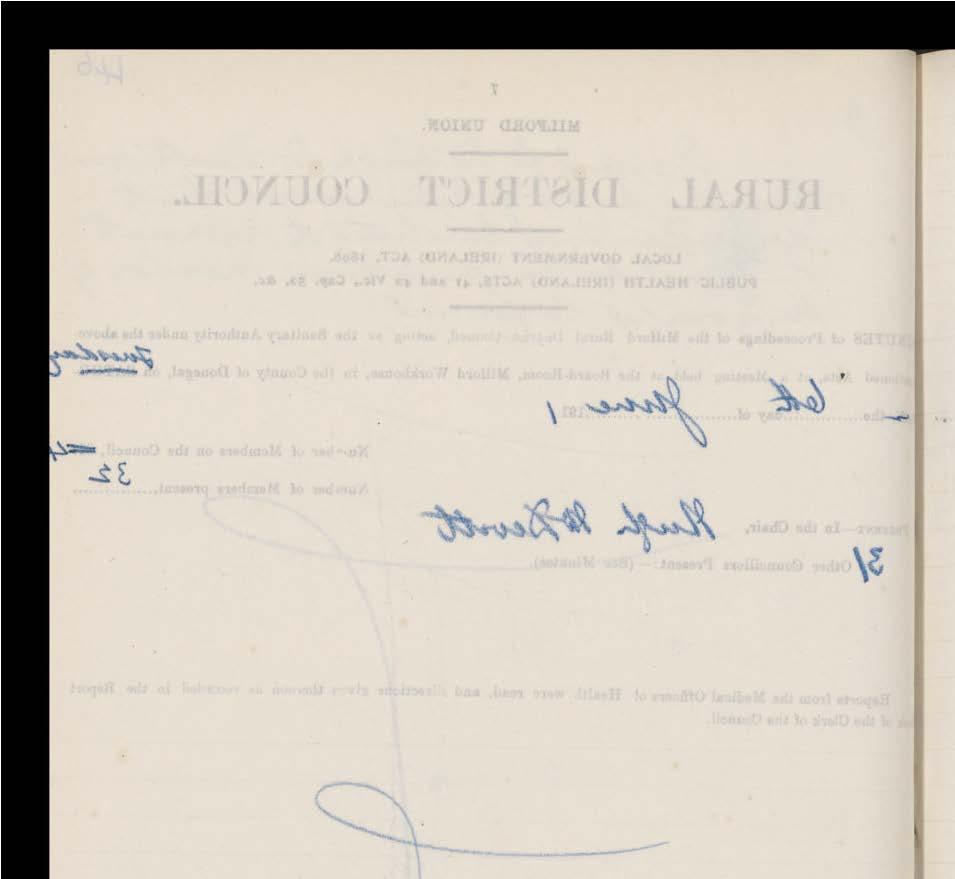 46
7
MILFORD UNION.
RURAL DISTRICT COUNCIL.
LOCAL GOVERNMENT (IRELAND) ACT, 1898.
PUBLIC HEALTH (IRELAND) ACTS, 41 and 42 Vic., Cap. 52, &c.
NUTES of Proceedings of the Milford Rural District Council, acting as the Sanitary Authority under the above
tioned Acts, at a Meeting held at the Board-Room, Milford Workhouse, in the County of Donegal, on Tuesday
the 6th day of June 1911
Number of Members on the Council,
Number of Members present, 32
PRESENT—In the Chair, Hugh McDevitt
31 Other Councillors Present:—(See Minutes).
Reports from the Medical Officers of Health were read, and directions given thereon as recorded in the Report
of the Clerk of the Council.